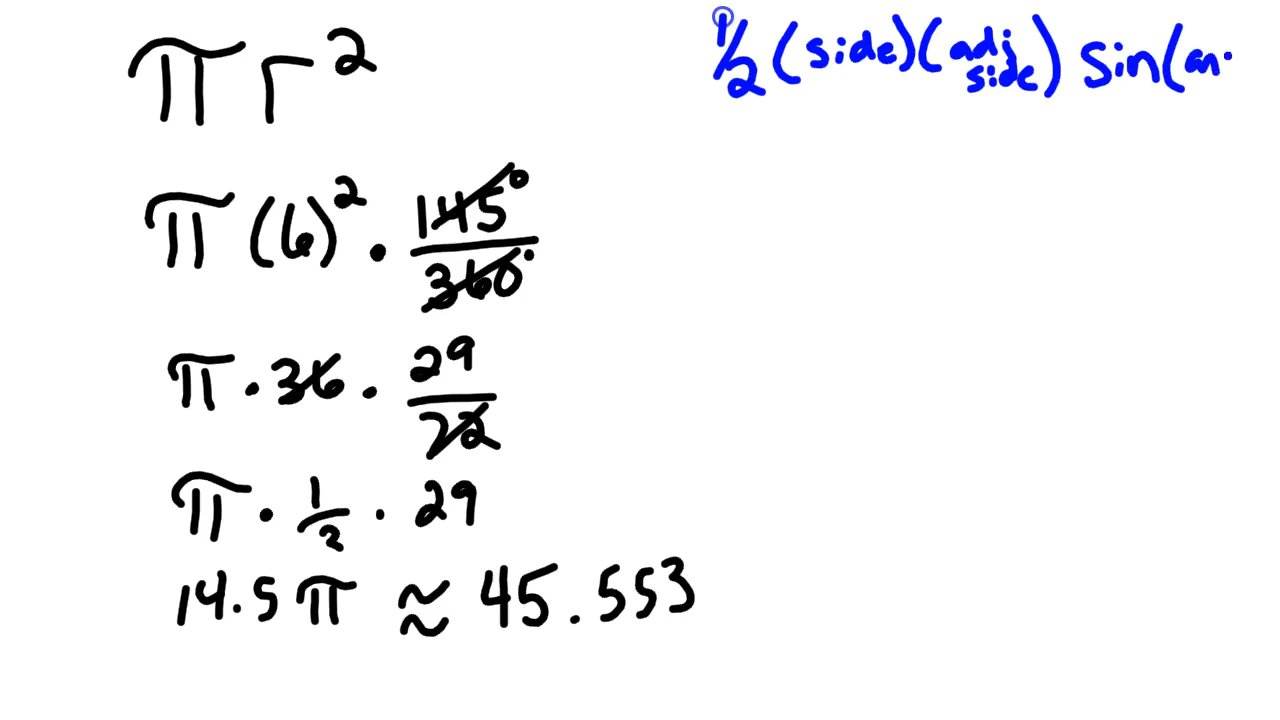 πr²
½(side)(adj side) sin(an
π(6)² · 145°/360°
π · 36 · 29/72
π · 1/2 · 29
14.5π ≈ 45.553